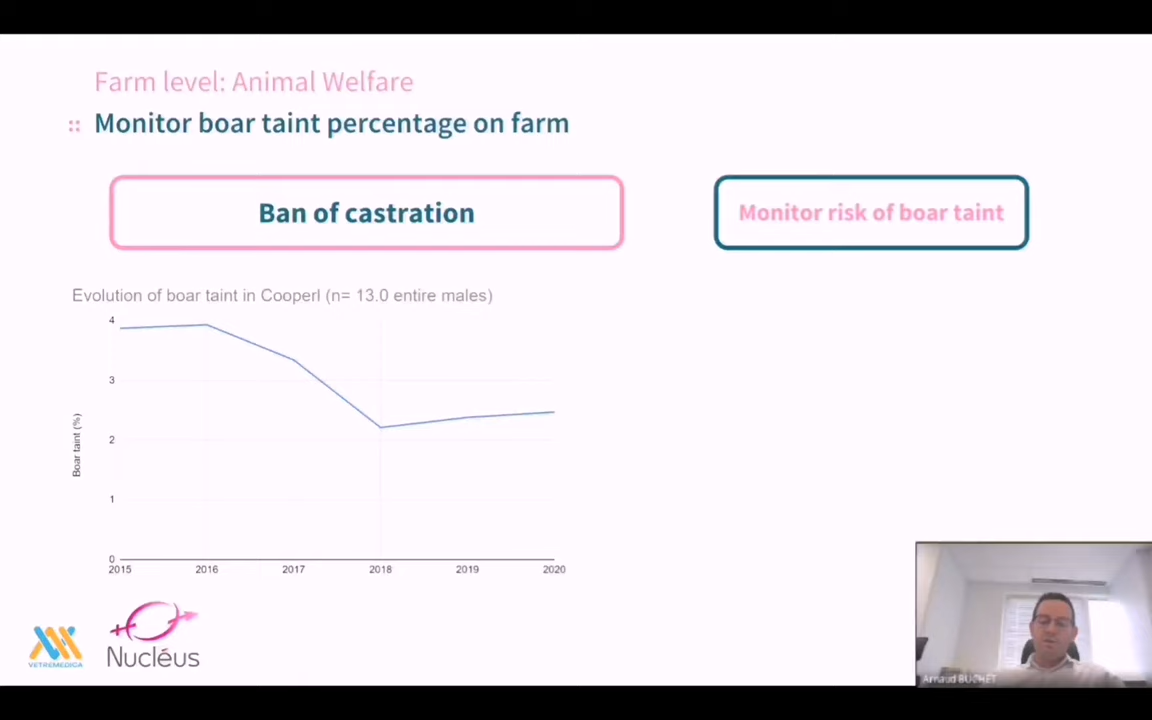 Farm level: Animal Welfare
:: Monitor boar taint percentage on farm
Ban of castration
Monitor risk of boar taint
Evolution of boar taint in Cooperl (n= 13.0 entire males)
4
3
2
1
0
Boar taint (%)
2015 2016 2017 2018 2019 2020
VETREMEDICA
Nucléus
Arnaud BUCHET